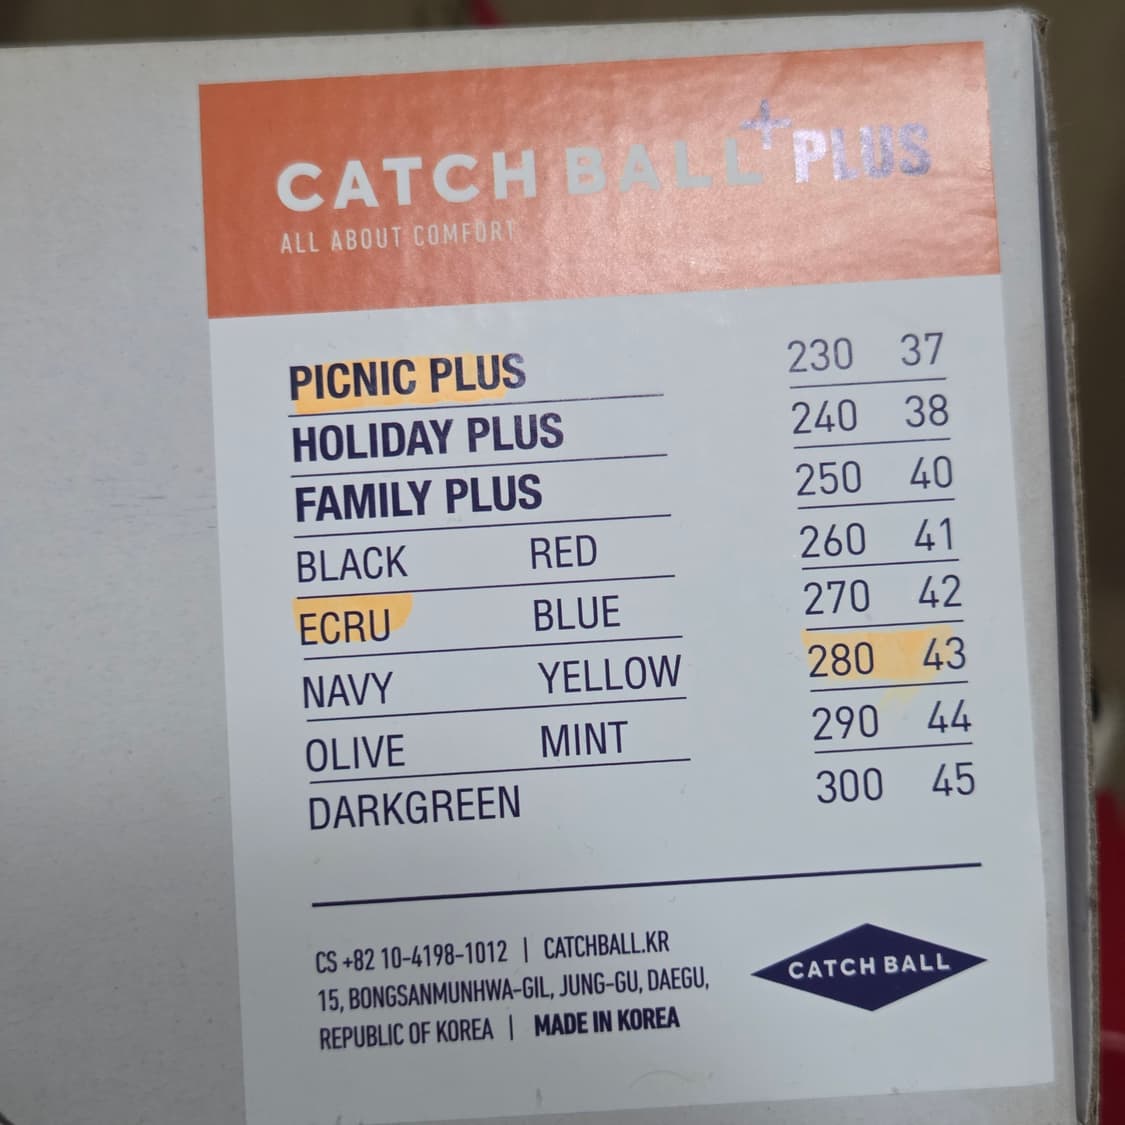 CATCH BALL+ PLUS
ALL ABOUT COMFORT
PICNIC PLUS 230 37
HOLIDAY PLUS 240 38
FAMILY PLUS 250 40
BLACK RED 260 41
ECRU BLUE 270 42
NAVY YELLOW 280 43
OLIVE MINT 290 44
DARKGREEN 300 45
CS +82 10-4198-1012 | CATCHBALL.KR
15, BONGSANMUNHWA-GIL, JUNG-GU, DAEGU,
REPUBLIC OF KOREA | MADE IN KOREA
CATCH BALL